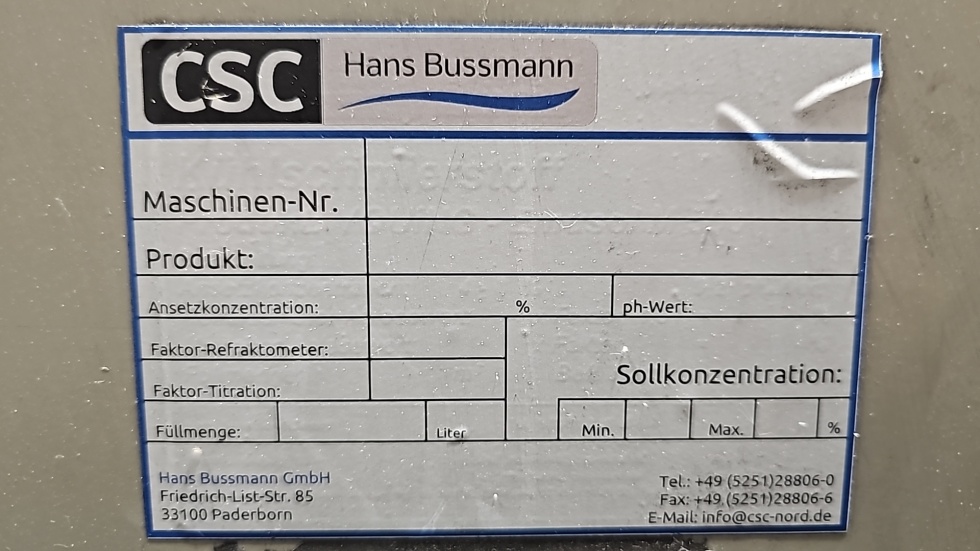 CSC Hans Bussmann
Maschinen-Nr.
Produkt:
Ansetzkonzentration: % ph-Wert:
Faktor-Refraktometer:
Sollkonzentration:
Faktor-Titration:
Füllmenge: Liter Min. Max. %
Hans Bussmann GmbH
Friedrich-List-Str. 85
33100 Paderborn
Tel.: +49 (5251)28806-0
Fax: +49 (5251)28806-6
E-Mail: info@csc-nord.de